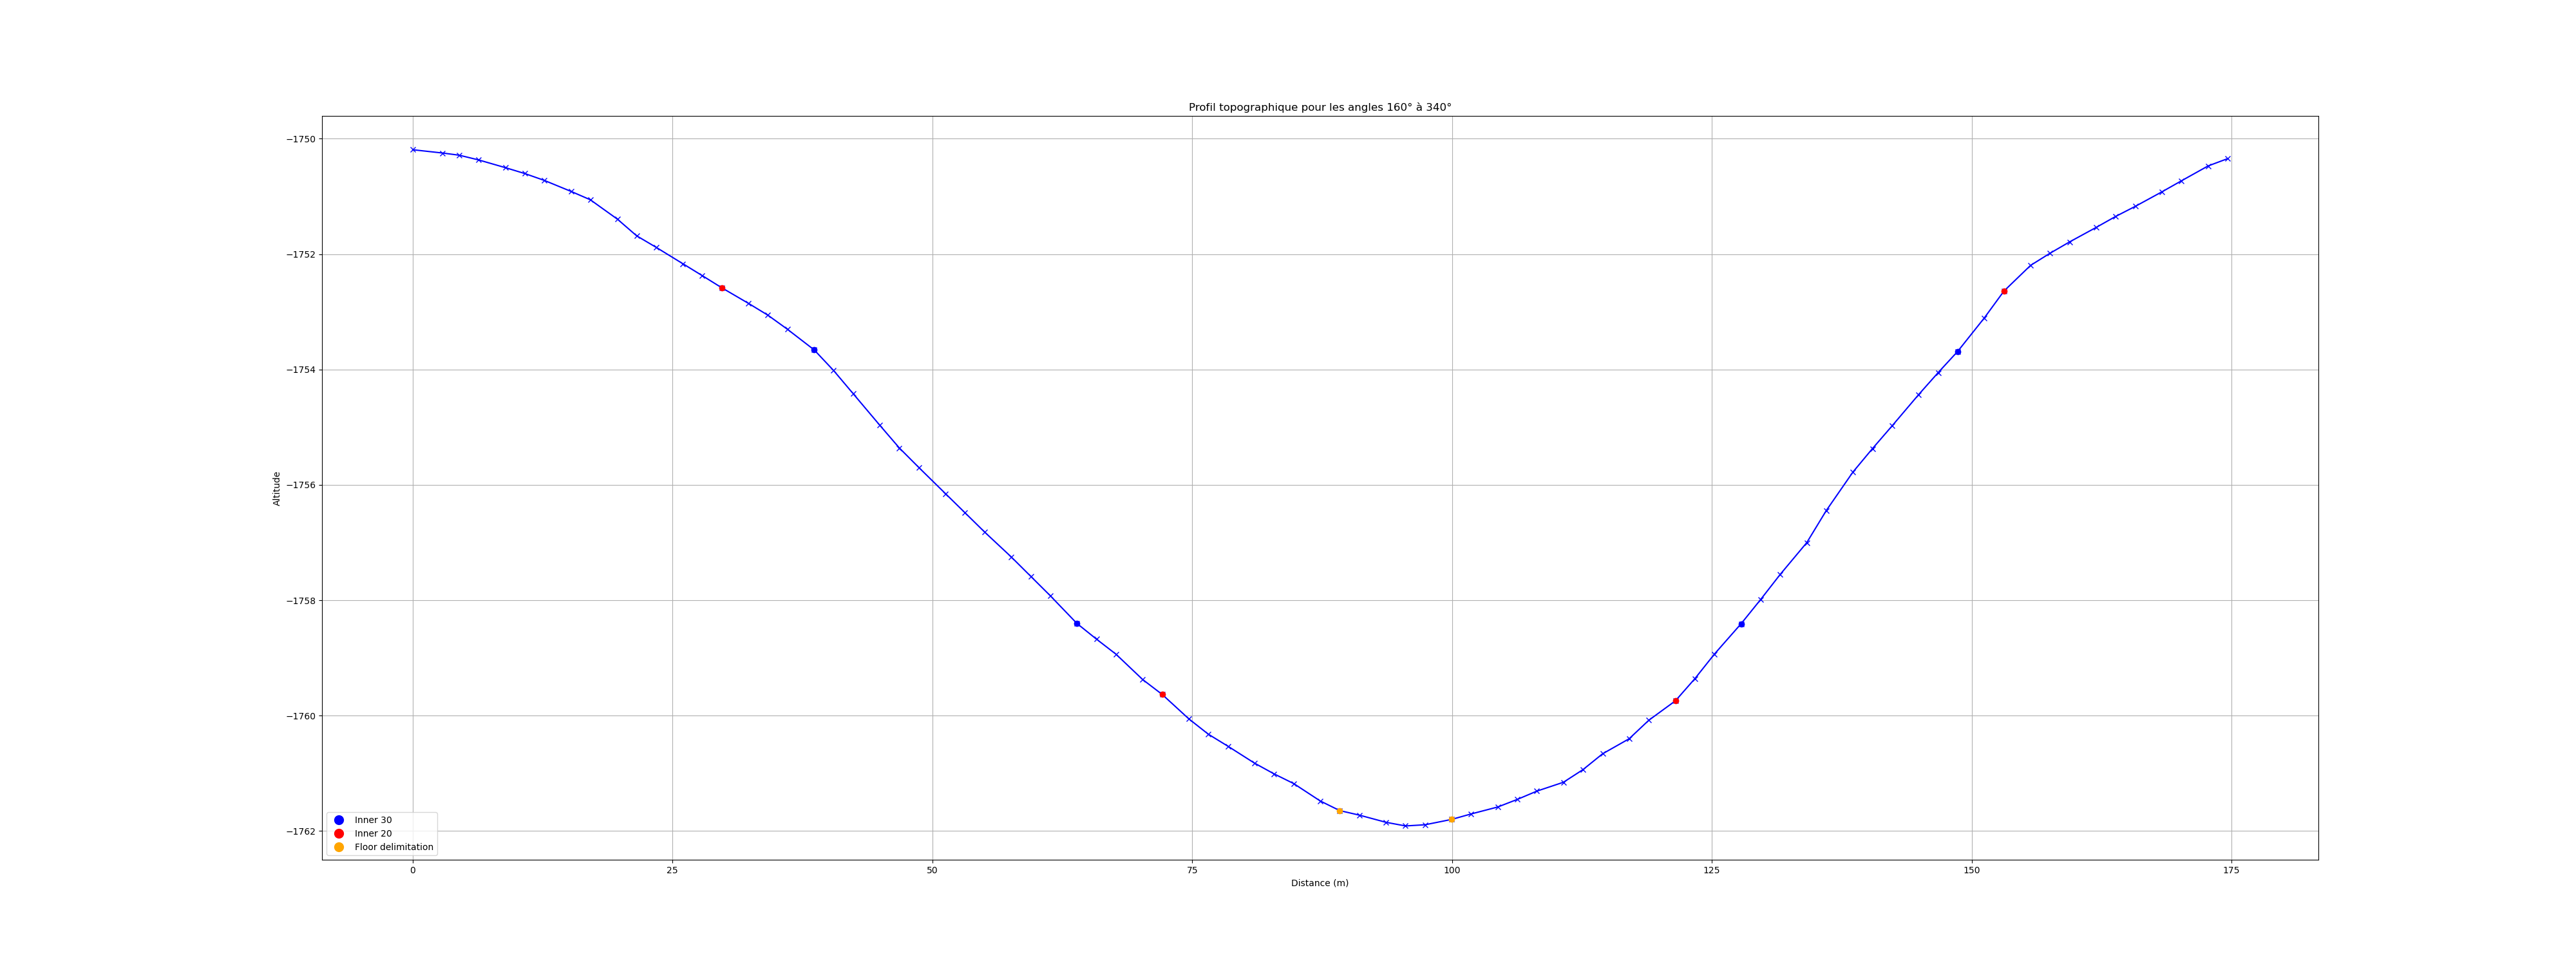 Profil topographique pour les angles 160° à 340°
−1750
−1752
−1754
−1756
−1758
−1760
−1762
Altitude
Inner 30
Inner 20
Floor delimitation
0 25 50 75 100 125 150 175
Distance (m)